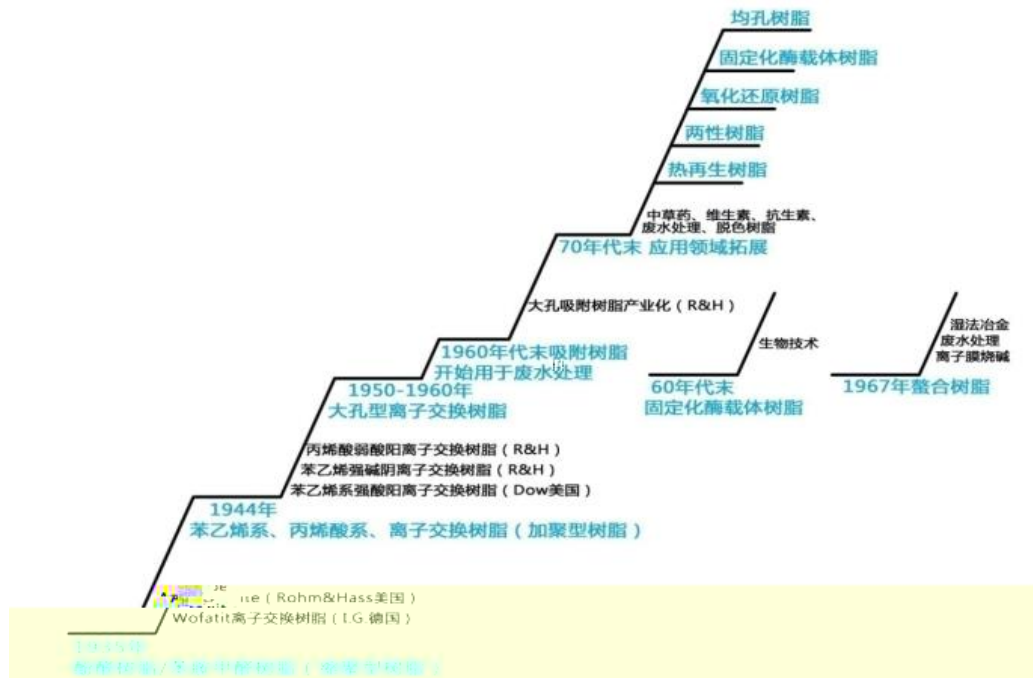 均孔树脂
固定化酶载体树脂
氧化还原树脂
两性树脂
热再生树脂
中草药、维生素、抗生素、
废水处理、脱色树脂
70年代末 应用领域拓展
大孔吸附树脂产业化（R&H）
1960年代末吸附树脂
开始用于废水处理
生物技术
60年代末
固定化酶载体树脂
湿法冶金
废水处理
离子膜烧碱
1967年螯合树脂
1950-1960年
大孔型离子交换树脂
丙烯酸弱酸阳离子交换树脂（R&H）
苯乙烯强碱阴离子交换树脂（R&H）
苯乙烯系强酸阳离子交换树脂（Dow美国）
1944年
苯乙烯系、丙烯酸系、离子交换树脂（加聚型树脂）
（Rohm&Hass美国）
Wofatit离子交换树脂（I.G.德国）
1935年